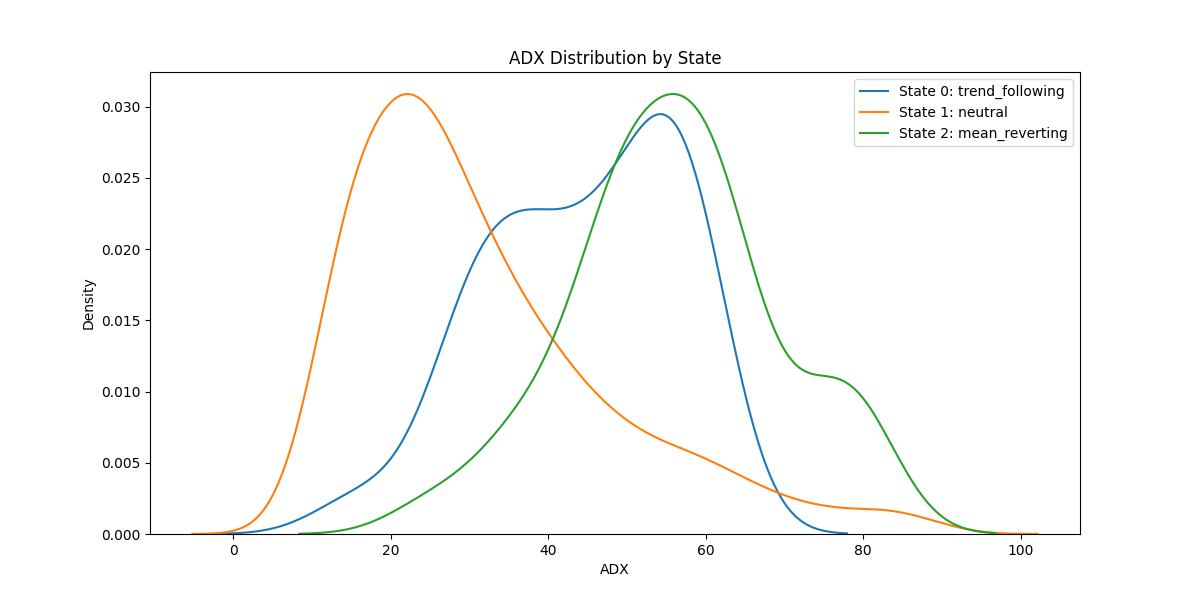 ADX Distribution by State
State 0: trend_following
State 1: neutral
State 2: mean_reverting
0.030
0.025
0.020
0.015
0.010
0.005
0.000
Density
0 20 40 60 80 100
ADX